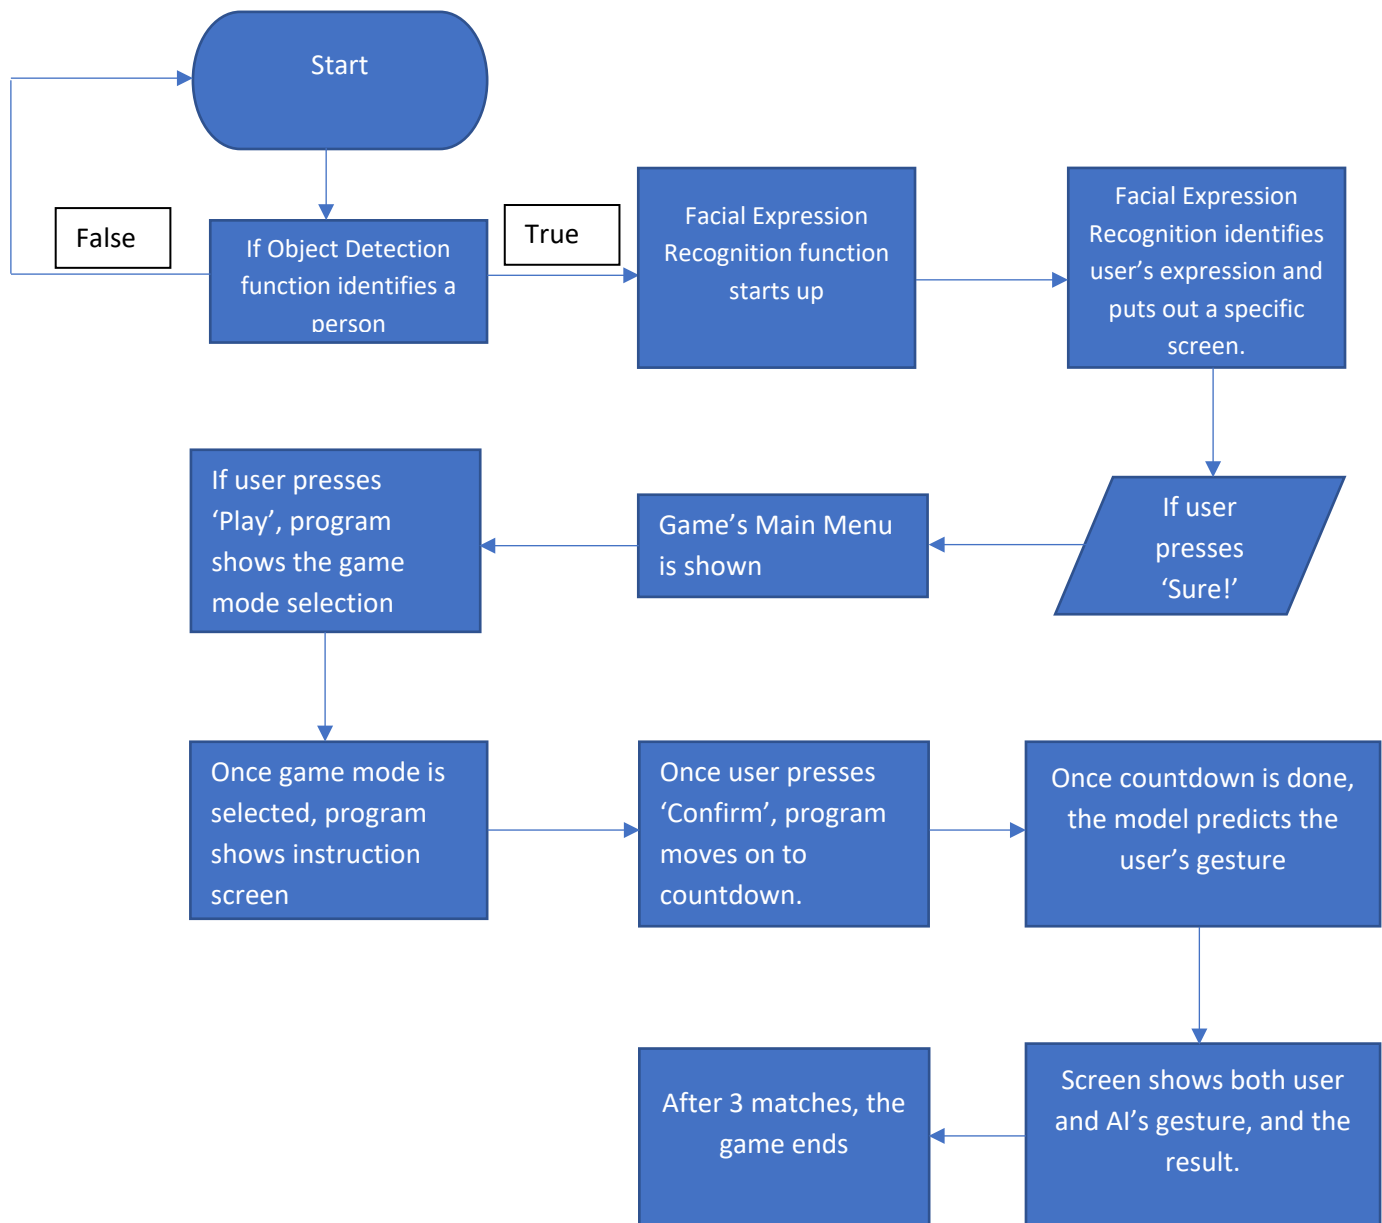 Start
False
If Object Detection
function identifies a
person
True
Facial Expression
Recognition function
starts up
Facial Expression
Recognition identifies
user’s expression and
puts out a specific
screen.
If user
presses
‘Sure!’
Game’s Main Menu
is shown
If user presses
‘Play’, program
shows the game
mode selection
Once game mode is
selected, program
shows instruction
screen
Once user presses
‘Confirm’, program
moves on to
countdown.
Once countdown is done,
the model predicts the
user’s gesture
Screen shows both user
and AI’s gesture, and the
result.
After 3 matches, the
game ends